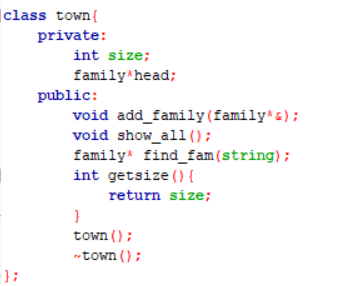 class town{
    private:
        int size;
        family*head;
    public:
        void add_family(family*&);
        void show_all();
        family* find_fam(string);
        int getsize(){
            return size;
        }
        town();
        ~town();
};